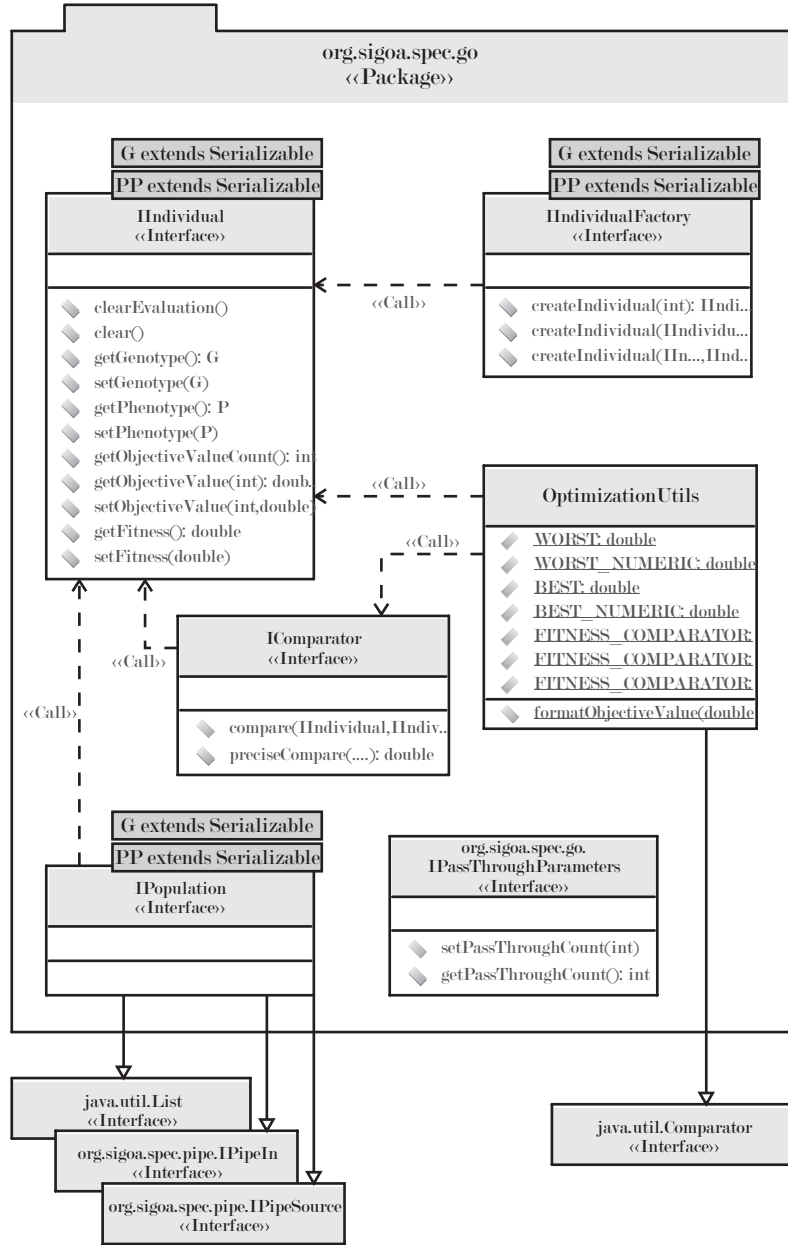 org.sigoa.spec.go
‹‹Package››
G extends Serializable
PP extends Serializable
IIndividual
‹‹Interface››
clearEvaluation()
clear()
getGenotype(): G
setGenotype(G)
getPhenotype(): P
setPhenotype(P)
getObjectiveValueCount(): int
getObjectiveValue(int): doub..
setObjectiveValue(int,double)
getFitness(): double
setFitness(double)
G extends Serializable
PP extends Serializable
IIndividualFactory
‹‹Interface››
createIndividual(int): IIndi...
createIndividual(IIndividu...
createIndividual(IIn...,IInd...
‹‹Call››
‹‹Call››
‹‹Call››
‹‹Call››
‹‹Call››
OptimizationUtils
WORST: double
WORST_NUMERIC: double
BEST: double
BEST_NUMERIC: double
FITNESS_COMPARATOR:
FITNESS_COMPARATOR:
FITNESS_COMPARATOR:
formatObjectiveValue(double
IComparator
‹‹Interface››
compare(IIndividual,IIndiv..
preciseCompare(....): double
G extends Serializable
PP extends Serializable
IPopulation
‹‹Interface››
org.sigoa.spec.go.
IPassThroughParameters
‹‹Interface››
setPassThroughCount(int)
getPassThroughCount(): int
java.util.List
‹‹Interface››
org.sigoa.spec.pipe.IPipeIn
‹‹Interface››
org.sigoa.spec.pipe.IPipeSource
‹‹Interface››
java.util.Comparator
‹‹Interface››